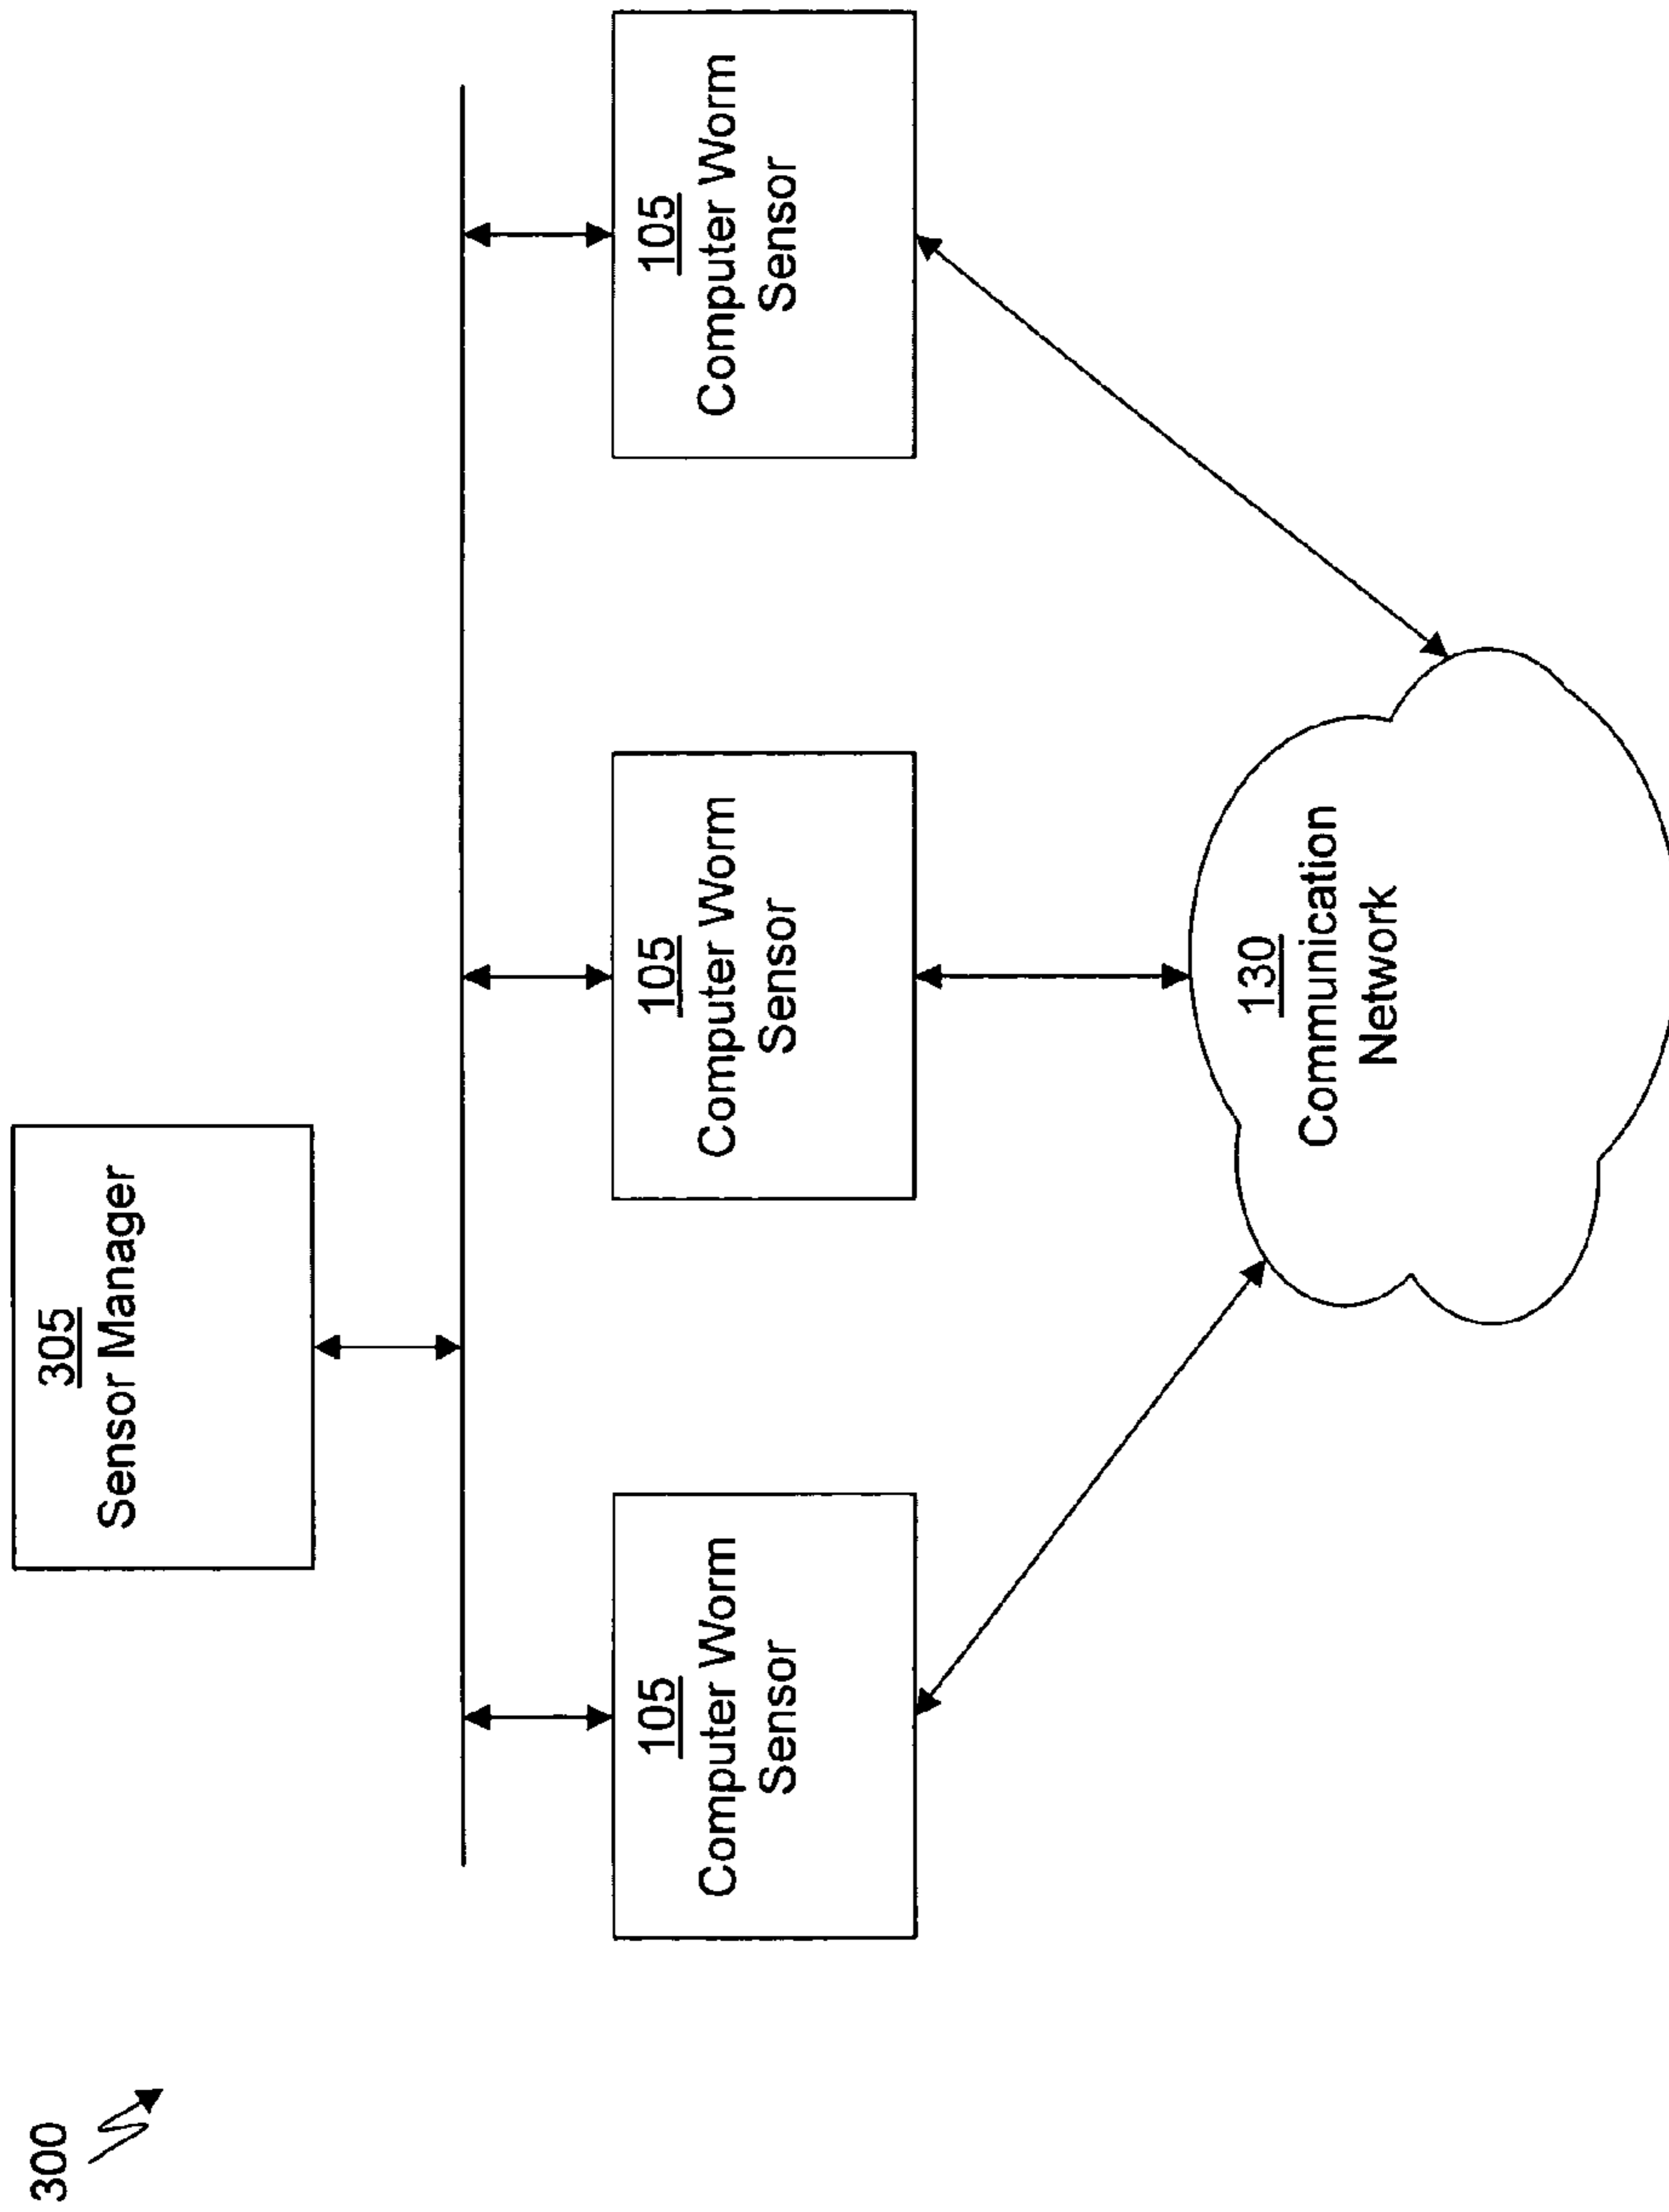 300
305
Sensor Manager
105
Computer Worm
Sensor
105
Computer Worm
Sensor
105
Computer Worm
Sensor
130
Communication
Network